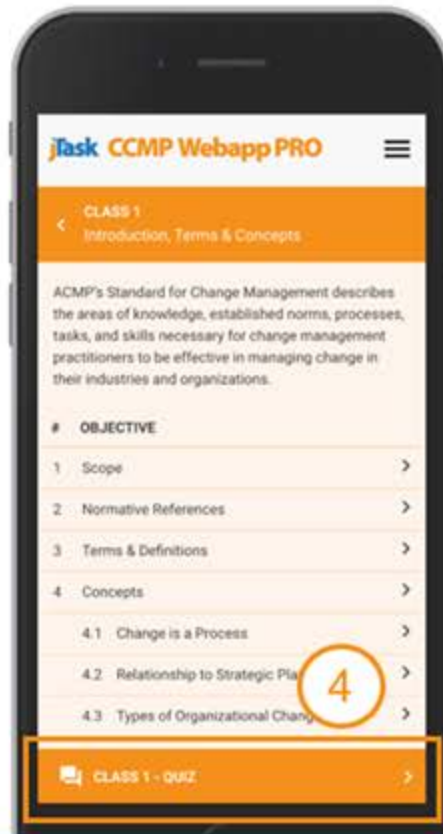 jTask CCMP Webapp PRO
CLASS 1
Introduction, Terms & Concepts
ACMP's Standard for Change Management describes
the areas of knowledge, established norms, processes,
tasks, and skills necessary for change management
practitioners to be effective in managing change in
their industries and organizations.
# OBJECTIVE
1 Scope
2 Normative References
3 Terms & Definitions
4 Concepts
4.1 Change is a Process
4.2 Relationship to Strategic
4.3 Types of Organizational
4
CLASS 1 - QUIZ